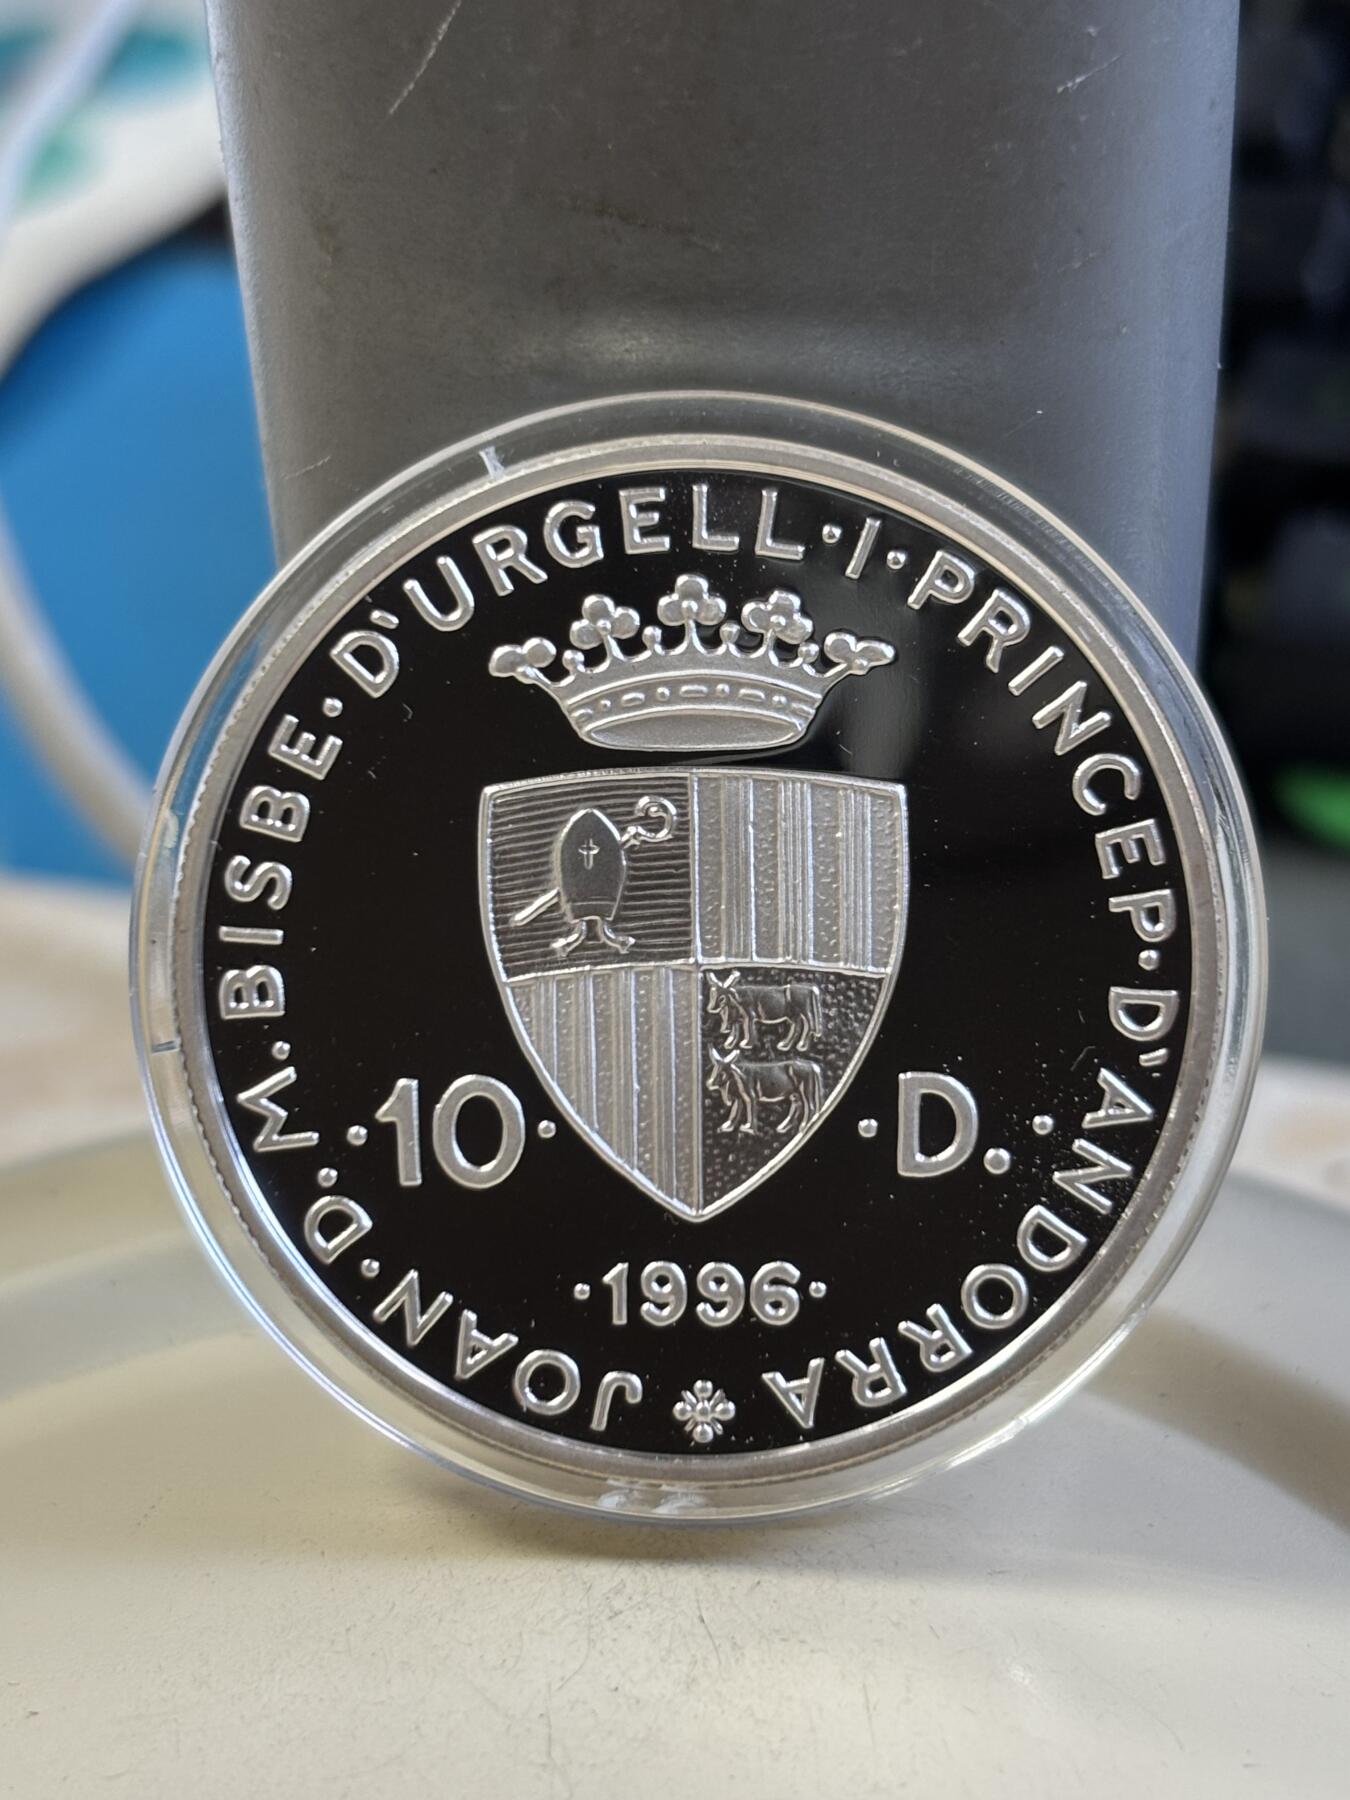 JOAN·D.M.BISBE·D'URGELL·I·PRINCEP·D'ANDORRA
·10· ·D.·
·1996·